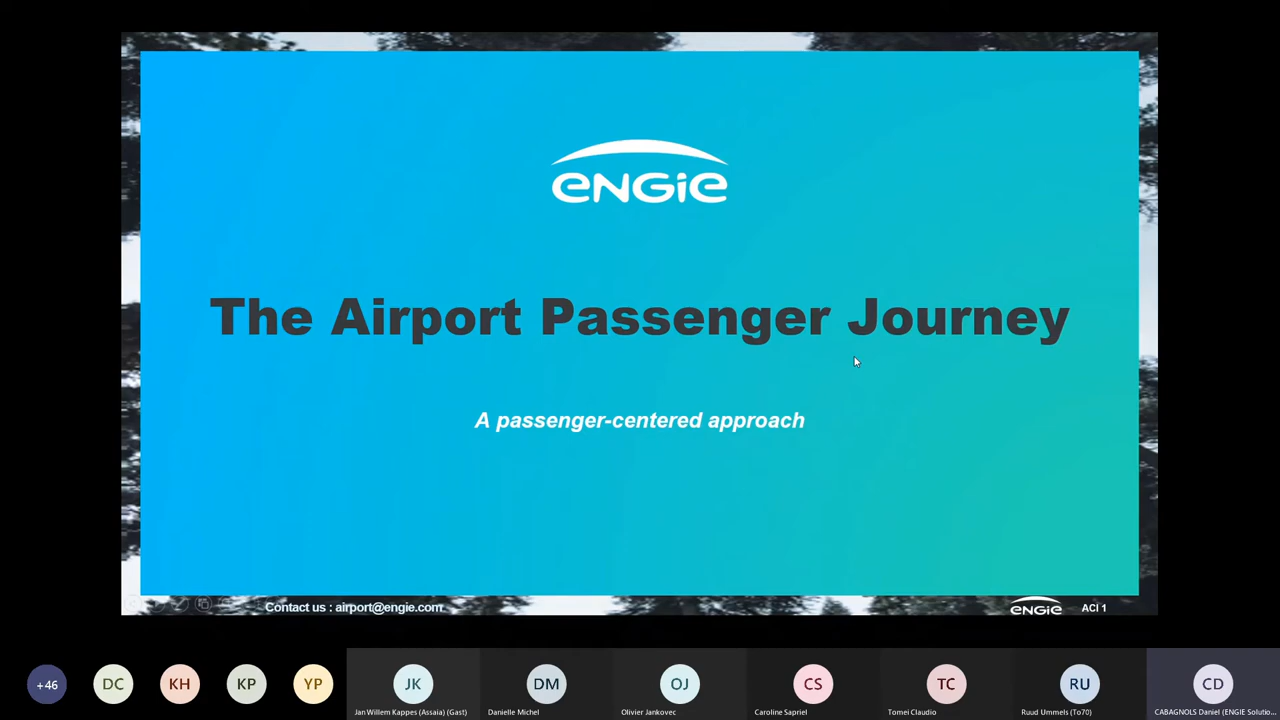 ENGIE
The Airport Passenger Journey
A passenger-centered approach
Contact us : airport@engie.com
ENGIE
ACI 1
+46
DC
KH
KP
YP
JK
DM
OJ
CS
TC
RU
CD
Jan Willem Kappes (Assaia) (Gast)
Danielle Michel
Olivier Jankovec
Caroline Sapriel
Tomei Claudio
Ruud Ummels (To70)
CABAGNOLS Daniel (ENGIE Solutio...